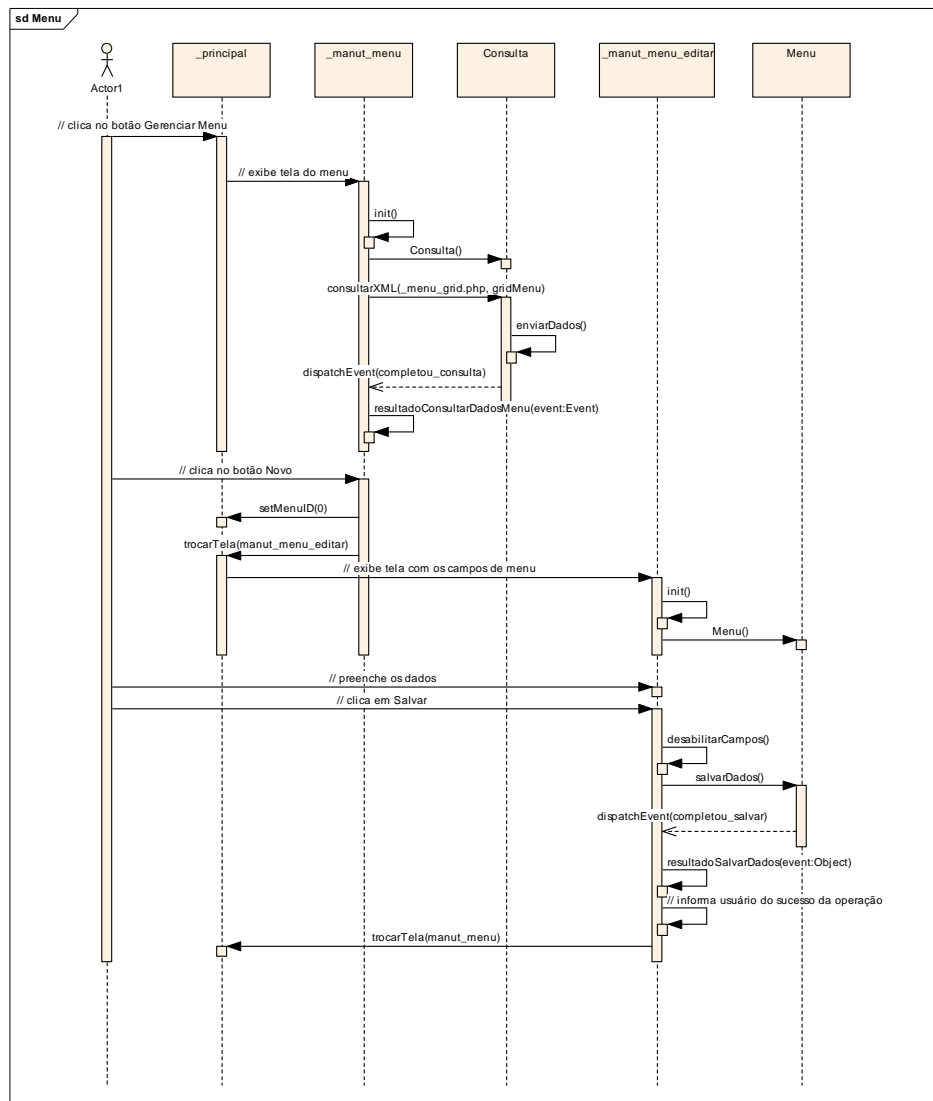 sd Menu
Actor1
_principal
_manut_menu
Consulta
_manut_menu_editar
Menu
// clica no botão Gerenciar Menu
// exibe tela do menu
init()
Consulta()
consultarXML(_menu_grid.php, gridMenu)
enviarDados()
dispatchEvent(completou_consulta)
resultadoConsultarDadosMenu(event:Event)
// clica no botão Novo
setMenuID(0)
trocarTela(manut_menu_editar)
// exibe tela com os campos de menu
init()
Menu()
// preenche os dados
// clica em Salvar
desabilitarCampos()
salvarDados()
dispatchEvent(completou_salvar)
resultadoSalvarDados(event:Object)
// informa usuário do sucesso da operação
trocarTela(manut_menu)